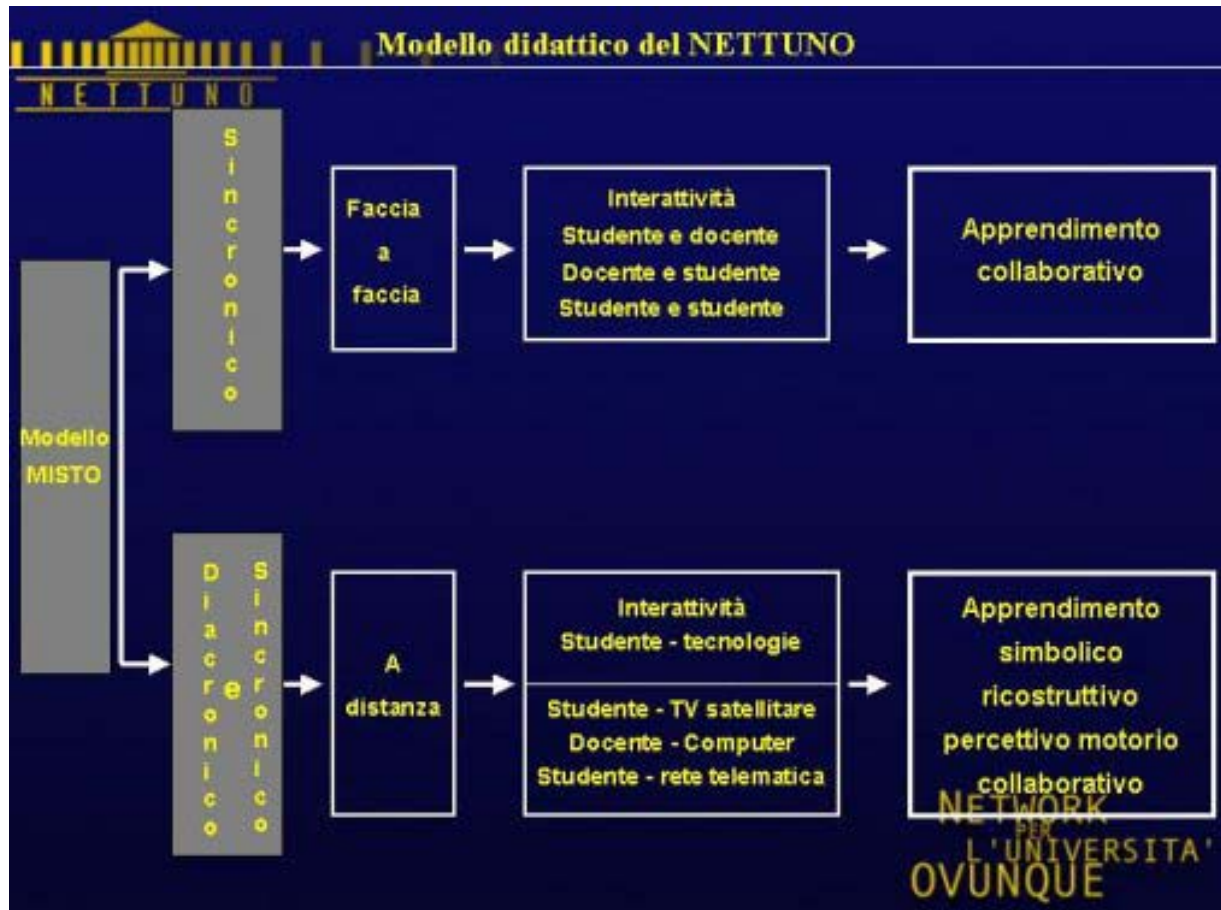 Modello didattico del NETTUNO
NETTUNO
Modello
MISTO
Sincronico
Faccia
a
faccia
Interattività
Studente e docente
Docente e studente
Studente e studente
Apprendimento
collaborativo
Diacronico
e
Sincronico
A
distanza
Interattività
Studente - tecnologie
Studente - TV satellitare
Docente - Computer
Studente - rete telematica
Apprendimento
simbolico
ricostruttivo
percettivo motorio
collaborativo
NETWORK
PER
L'UNIVERSITA'
OVUNQUE